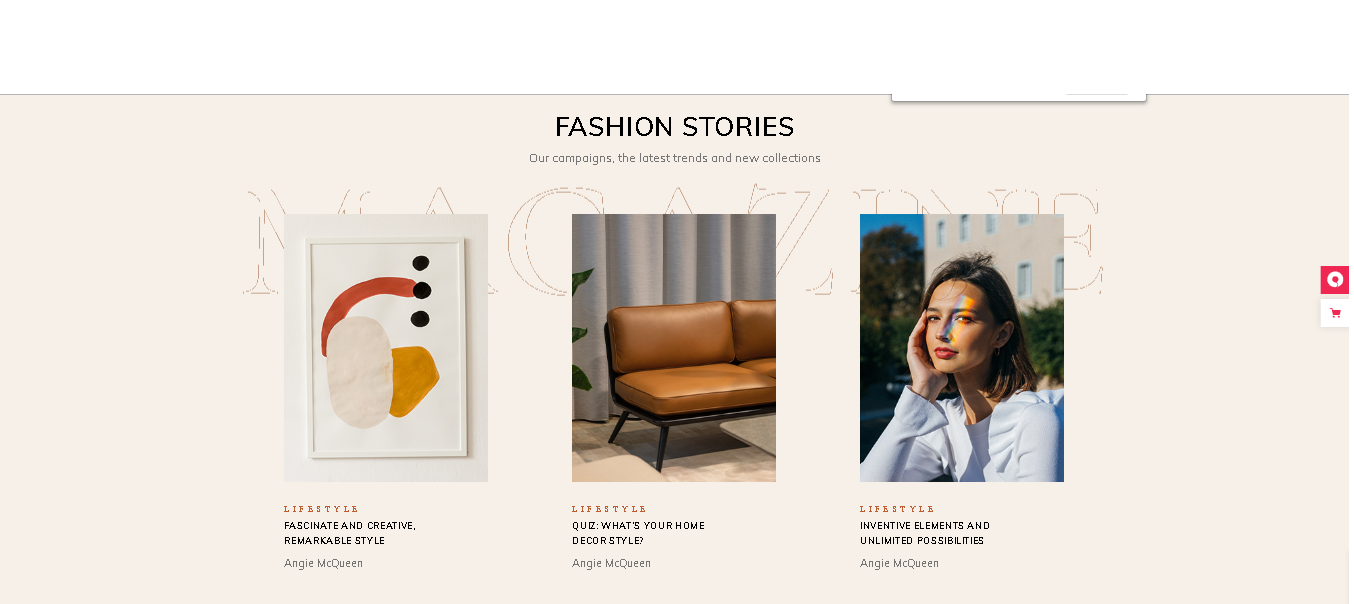 FASHION STORIES
Our campaigns, the latest trends and new collections
MAGAZINE
LIFESTYLE
FASCINATE AND CREATIVE,
REMARKABLE STYLE
Angie McQueen
LIFESTYLE
QUIZ: WHAT'S YOUR HOME
DECOR STYLE?
Angie McQueen
LIFESTYLE
INVENTIVE ELEMENTS AND
UNLIMITED POSSIBILITIES
Angie McQueen